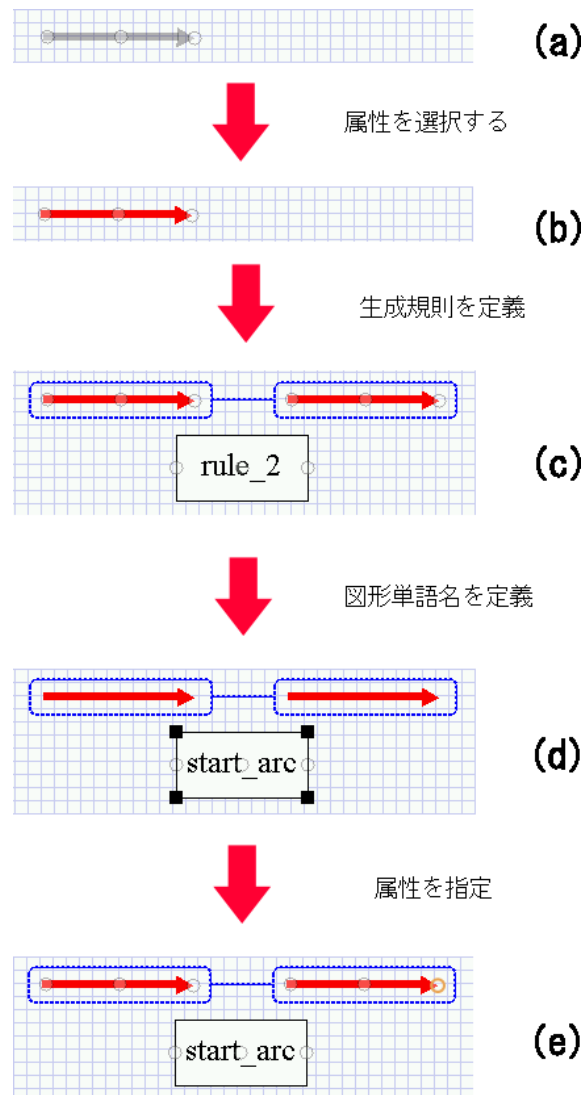 (a)
属性を選択する
(b)
生成規則を定義
rule_2
(c)
図形単語名を定義
start_arc
(d)
属性を指定
start_arc
(e)